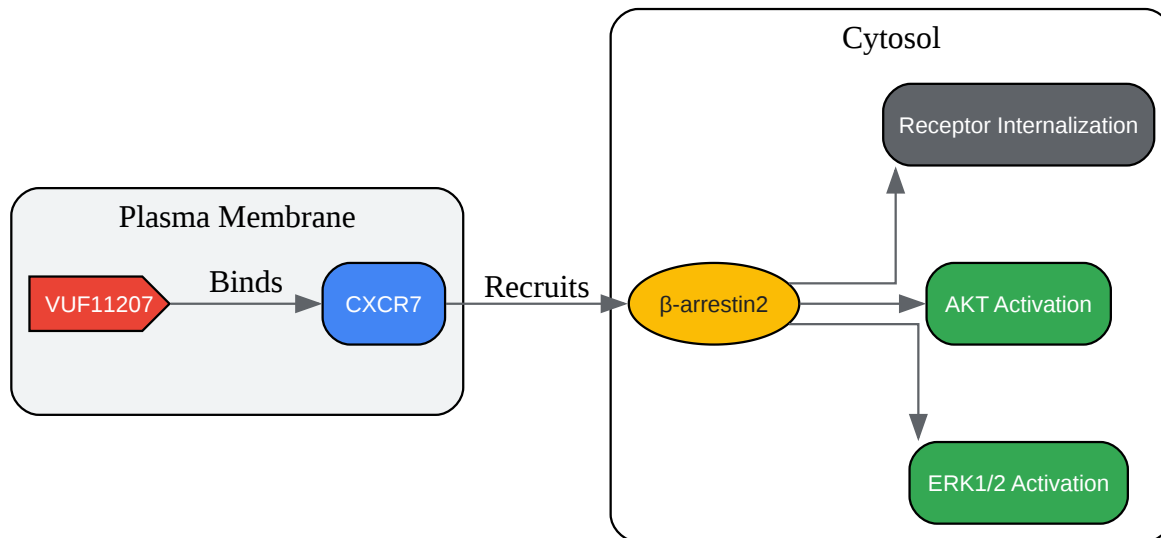 Cytosol
Receptor Internalization
Plasma Membrane
VUF11207
Binds
CXCR7
Recruits
β-arrestin2
AKT Activation
ERK1/2 Activation